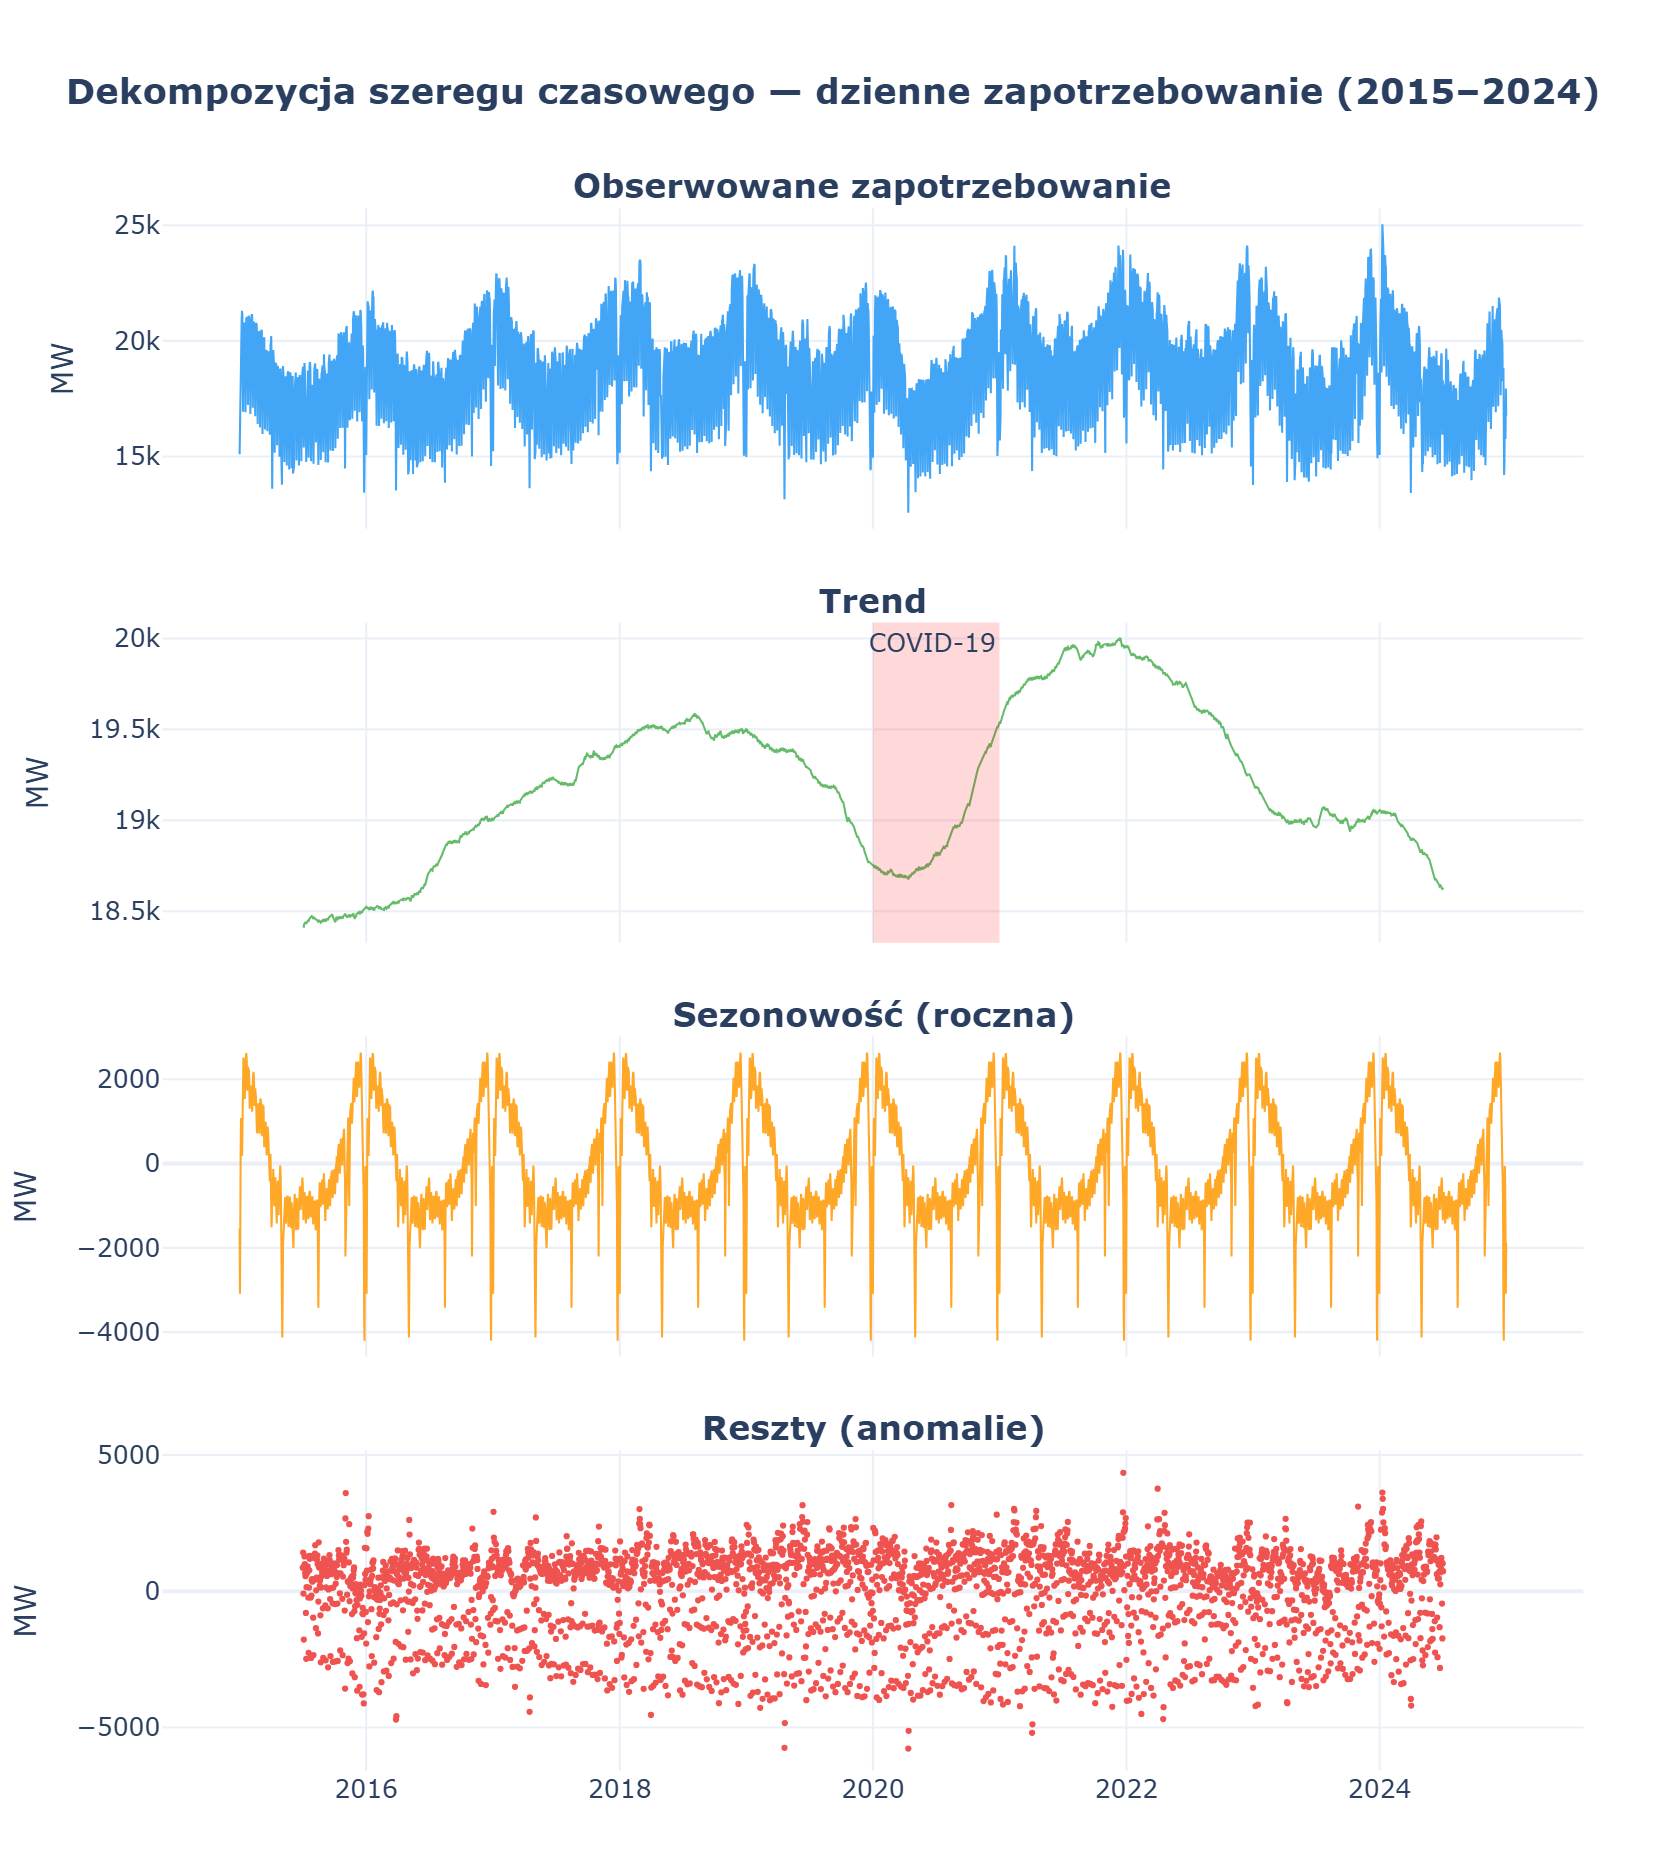 Dekompozycja szeregu czasowego — dzienne zapotrzebowanie (2015–2024)
Obserwowane zapotrzebowanie
25k
20k
15k
MW
Trend
COVID-19
20k
19.5k
19k
18.5k
MW
Sezonowość (roczna)
2000
0
−2000
−4000
MW
Reszty (anomalie)
5000
0
−5000
MW
2016
2018
2020
2022
2024